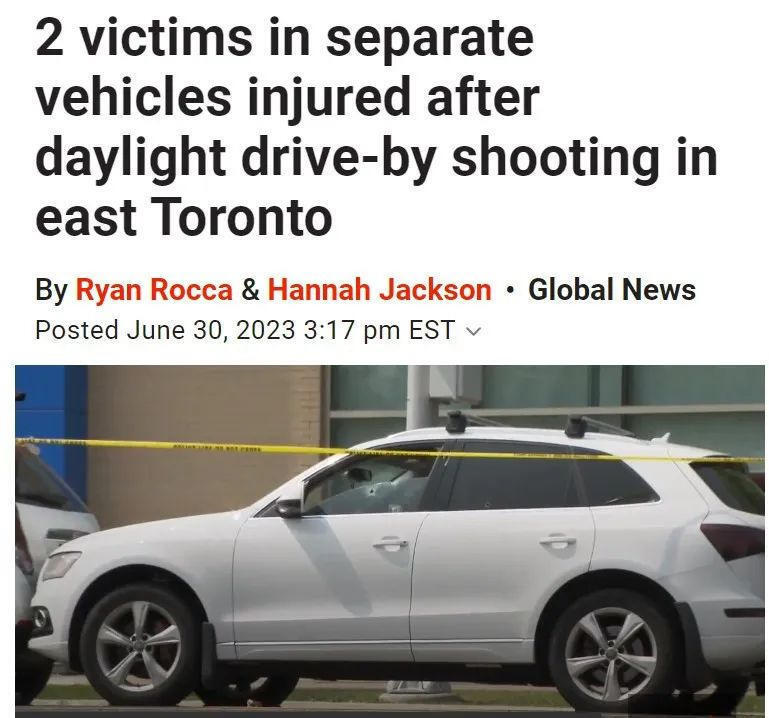 2 victims in separate
vehicles injured after
daylight drive-by shooting in
east Toronto
By Ryan Rocca & Hannah Jackson • Global News
Posted June 30, 2023 3:17 pm EST